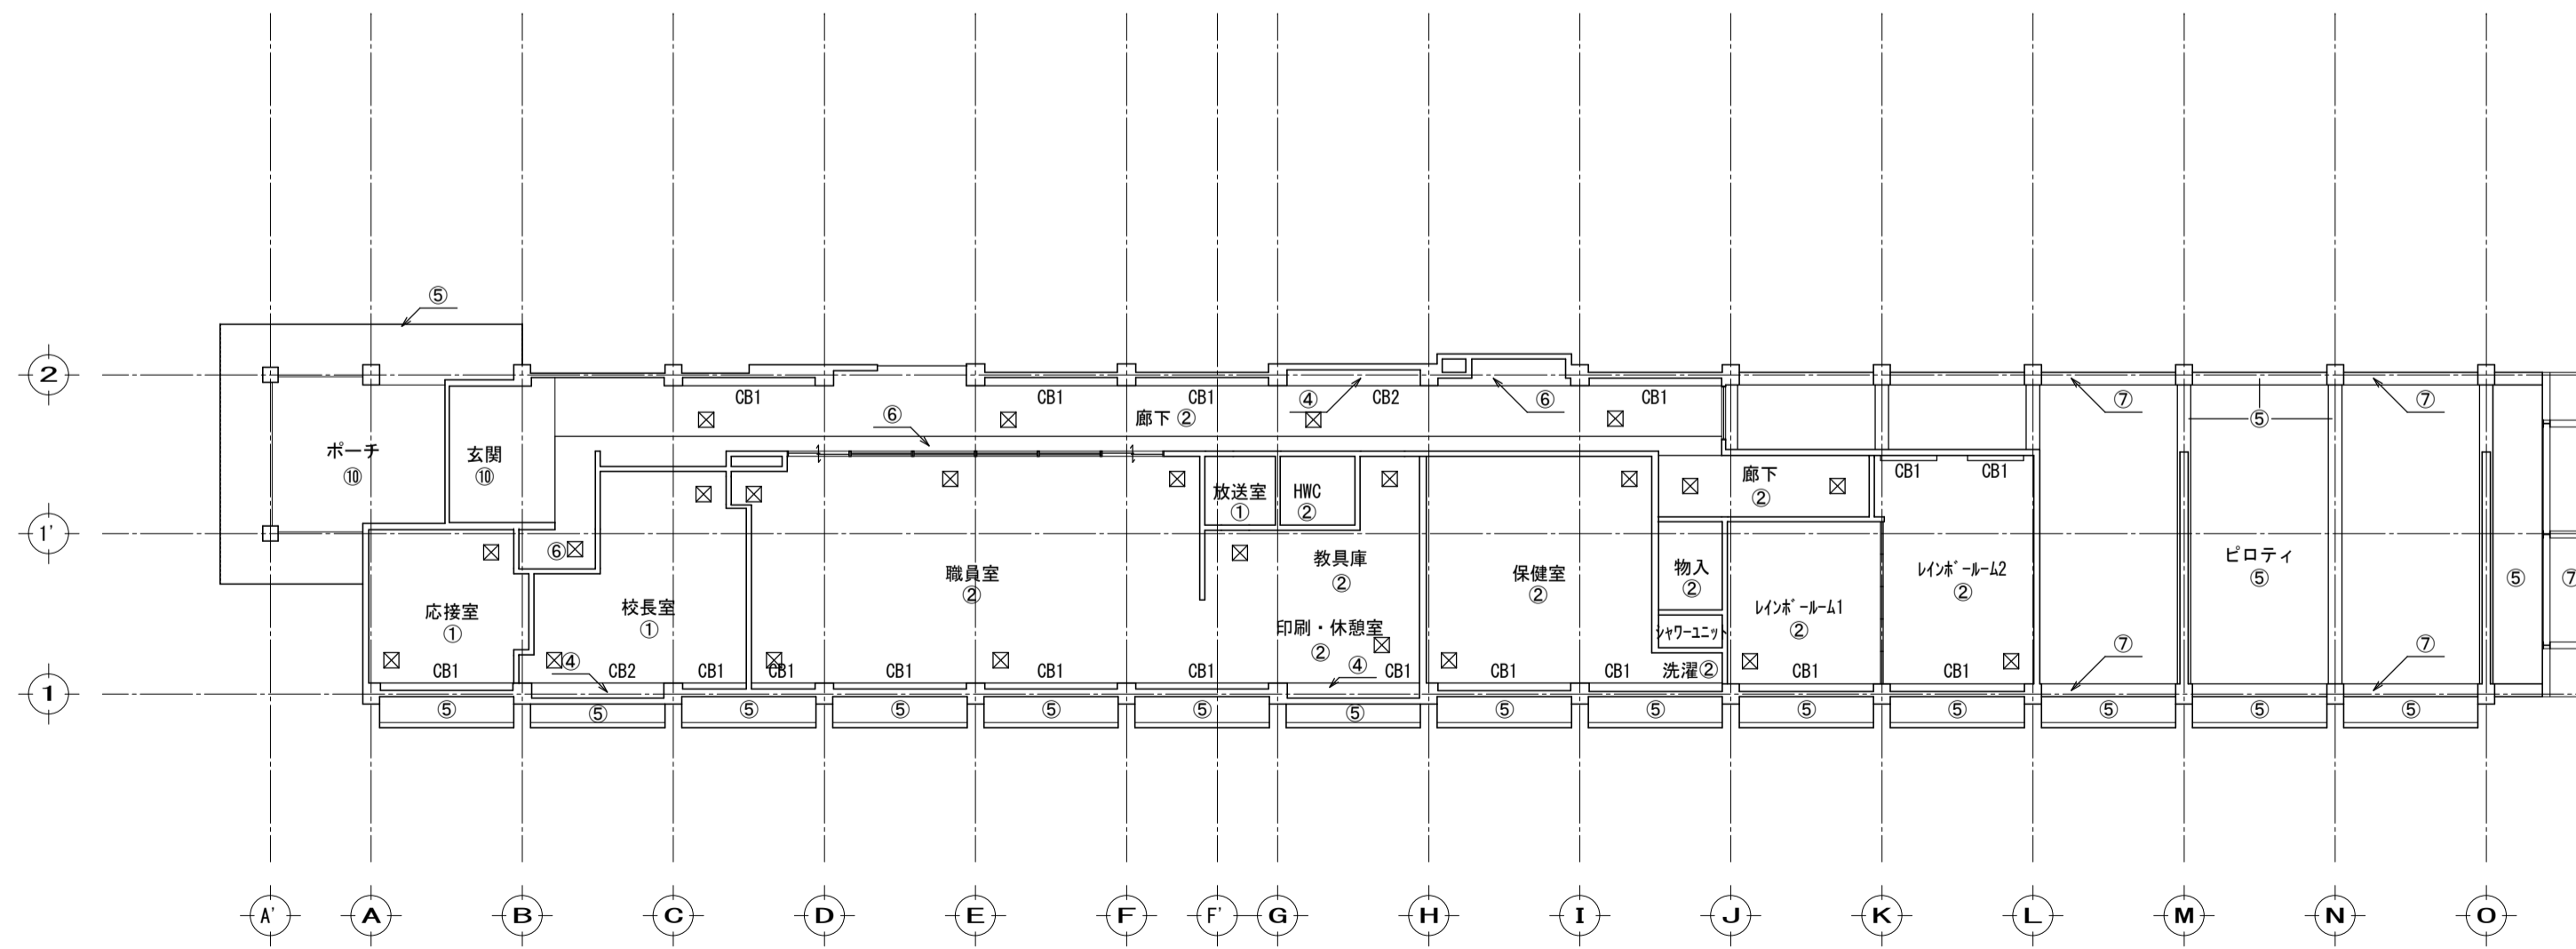 ⑤
2
CB1
CB1
CB1
④
CB2
⑥
CB1
⑦
⑤
⑦
⑥
廊下 ②
ポーチ
⑩
玄関
⑩
放送室
①
HWC
②
廊下
②
CB1
CB1
1'
⑥
教具庫
②
職員室
②
保健室
②
物入
②
レインボールーム2
②
ピロティ
⑤
⑤
⑦
応接室
①
校長室
①
レインボールーム1
②
印刷・休憩室
②
シャワーユニット
④
④
洗濯②
⑦
⑦
CB1
CB2
CB1
CB1
CB1
CB1
CB1
CB1
CB1
CB1
CB1
CB1
1
⑤
⑤
⑤
⑤
⑤
⑤
⑤
⑤
⑤
⑤
⑤
⑤
⑤
⑤
A'
A
B
C
D
E
F
F'
G
H
I
J
K
L
M
N
O